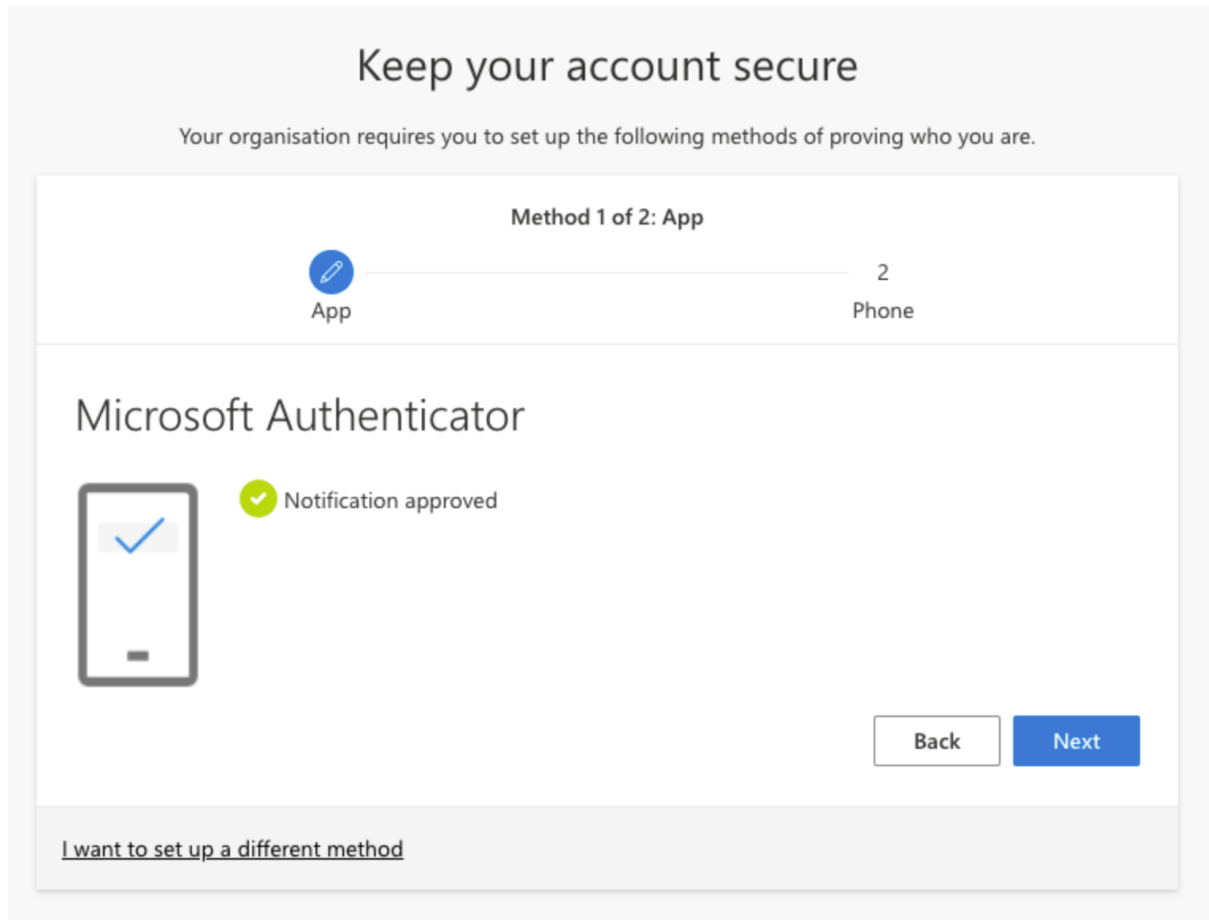 Keep your account secure
Your organisation requires you to set up the following methods of proving who you are.
Method 1 of 2: App
2
App
Phone
Microsoft Authenticator
Notification approved
Back
Next
I want to set up a different method